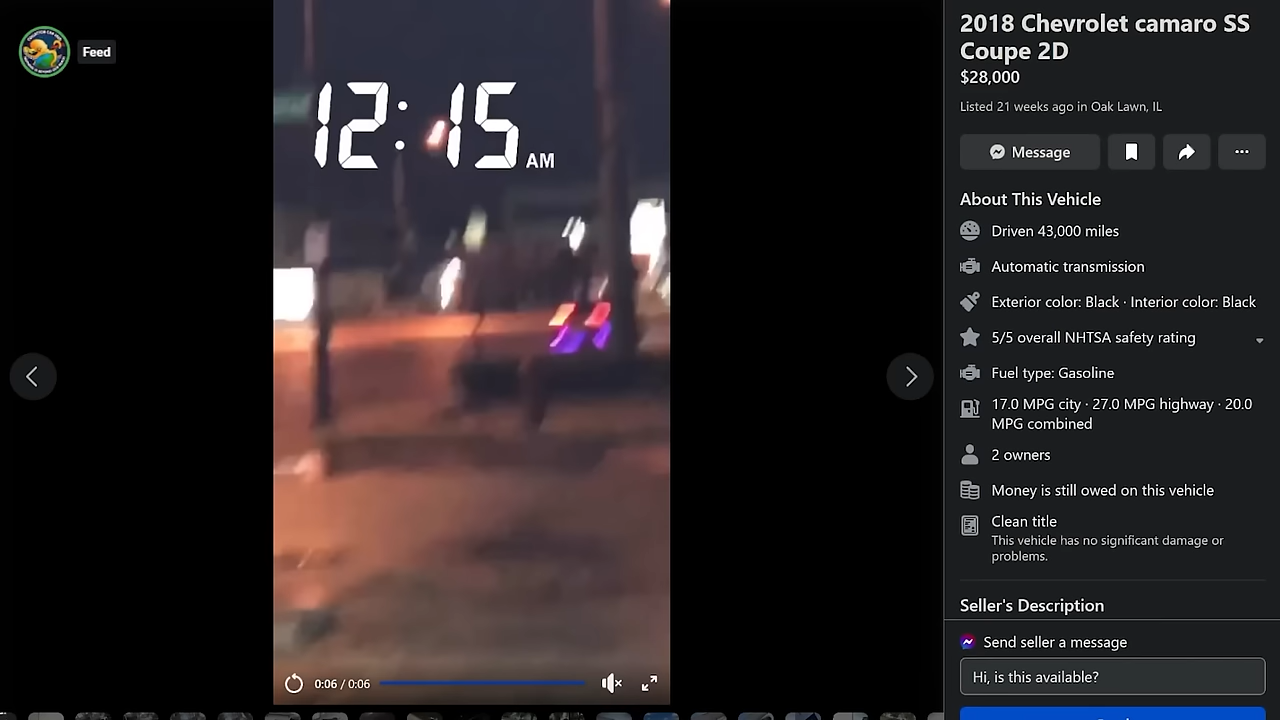 Feed
12:15 AM
0:06 / 0:06
2018 Chevrolet camaro SS
Coupe 2D
$28,000
Listed 21 weeks ago in Oak Lawn, IL
Message
About This Vehicle
Driven 43,000 miles
Automatic transmission
Exterior color: Black · Interior color: Black
5/5 overall NHTSA safety rating
Fuel type: Gasoline
17.0 MPG city · 27.0 MPG highway · 20.0
MPG combined
2 owners
Money is still owed on this vehicle
Clean title
This vehicle has no significant damage or
problems.
Seller's Description
Send seller a message
Hi, is this available?